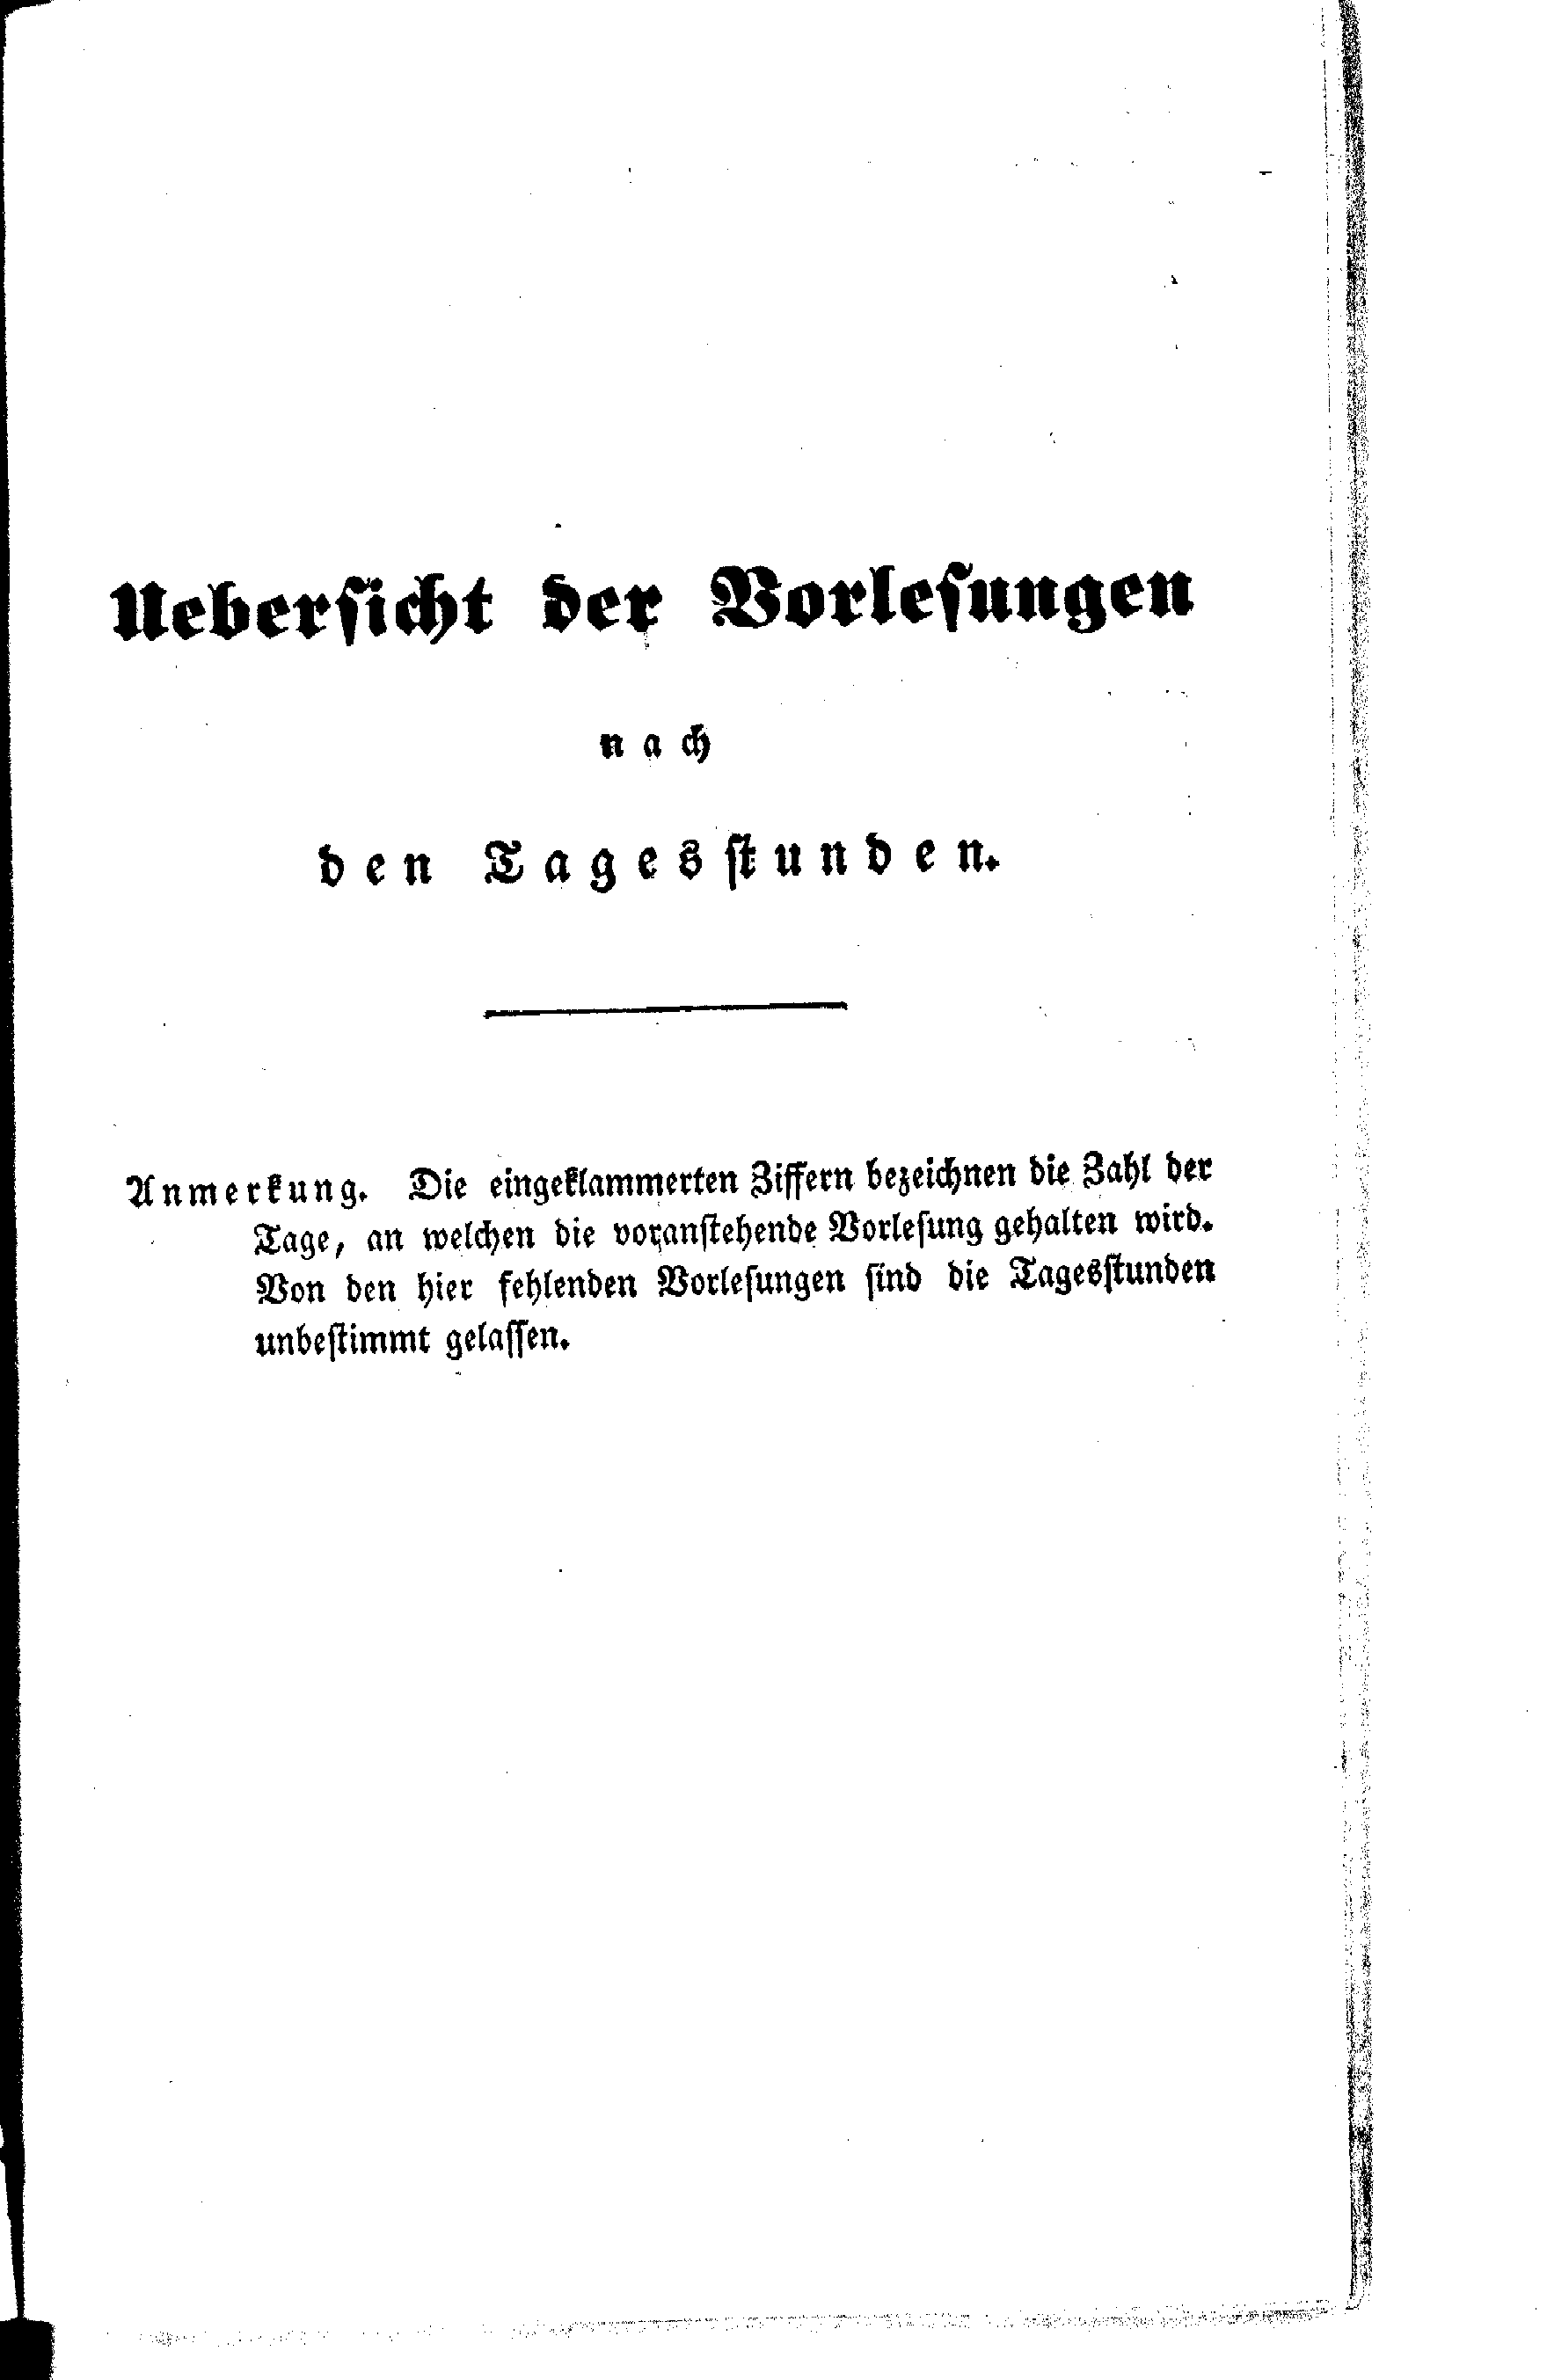 Uebersicht der Vorlesungen
nach
den Tagesstunden.
Anmerkung. Die eingeklammerten Ziffern bezeichnen die Zahl der
Tage, an welchen die voranstehende Vorlesung gehalten wird.
Von den hier fehlenden Vorlesungen sind die Tagesstunden
unbestimmt gelassen.